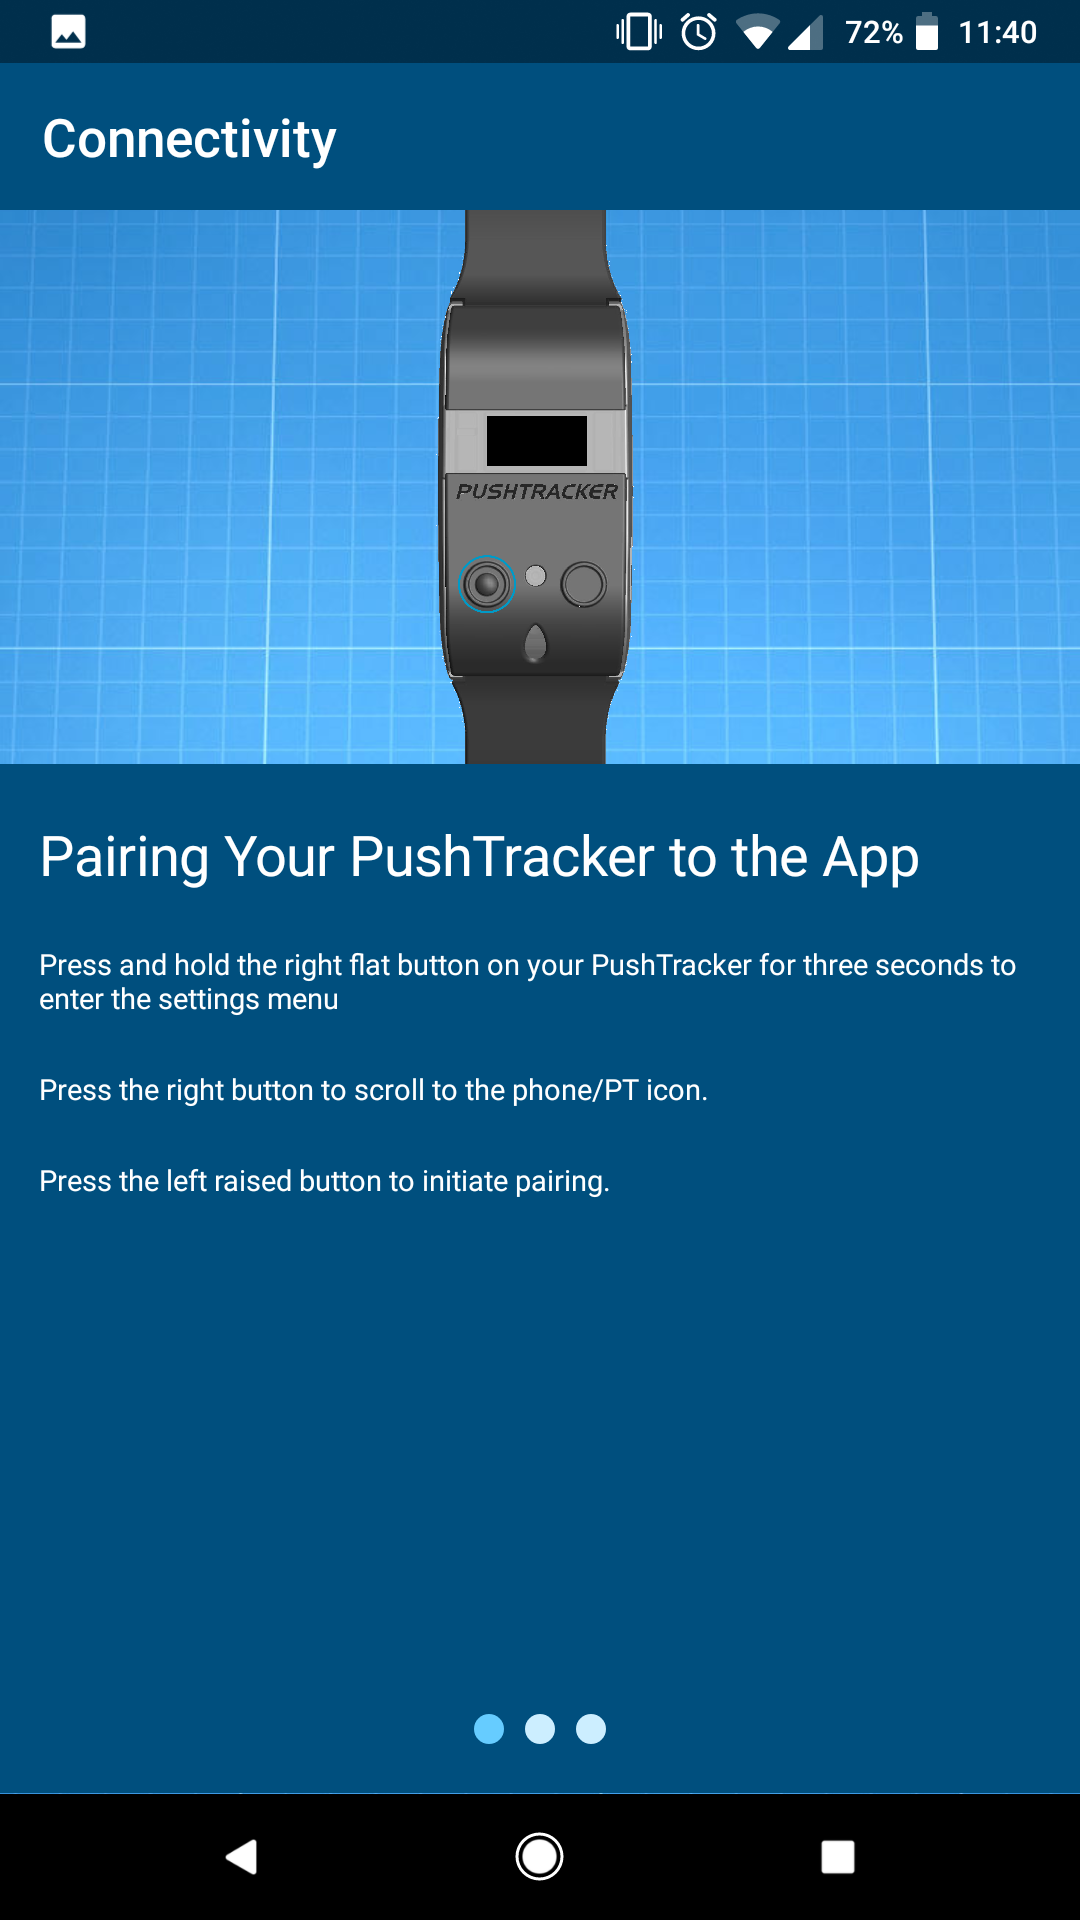 72% 11:40
Connectivity
PUSHTRACKER
Pairing Your PushTracker to the App
Press and hold the right flat button on your PushTracker for three seconds to
enter the settings menu
Press the right button to scroll to the phone/PT icon.
Press the left raised button to initiate pairing.